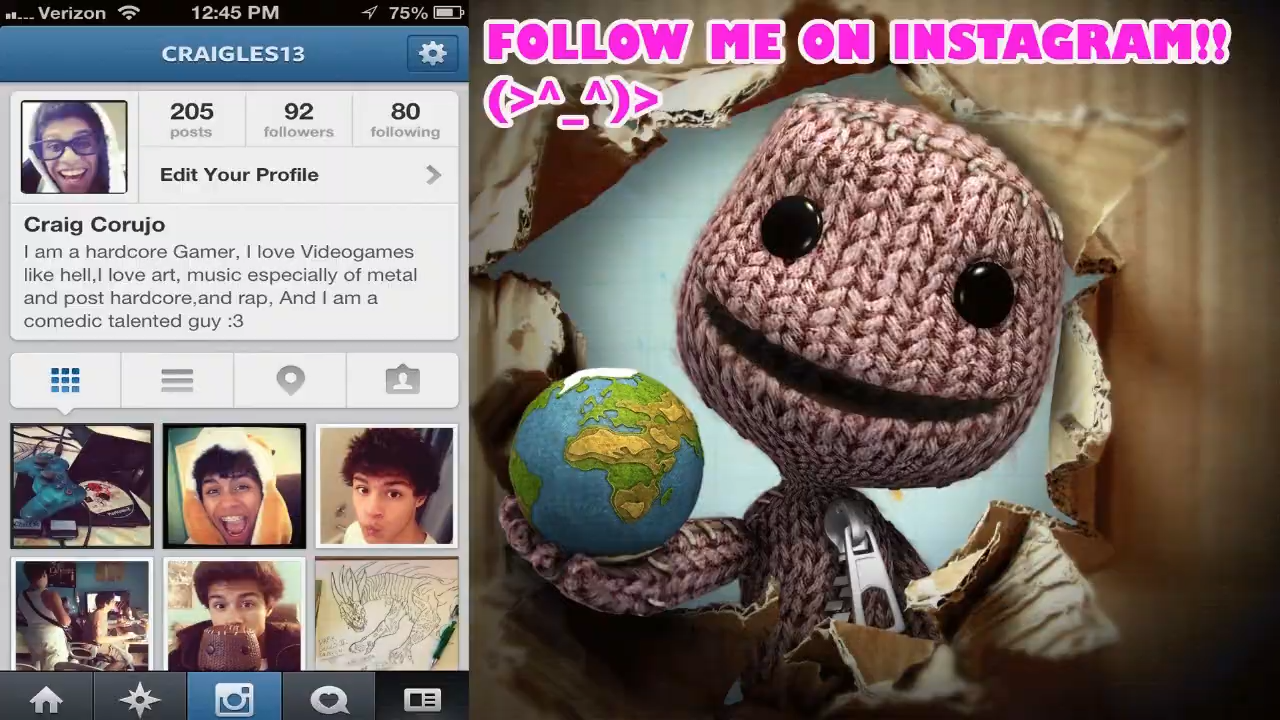 Verizon 12:45 PM 75%
CRAIGLES13
205 92 80
posts followers following
Edit Your Profile
Craig Corujo
I am a hardcore Gamer, I love Videogames
like hell,I love art, music especially of metal
and post hardcore,and rap, And I am a
comedic talented guy :3
FOLLOW ME ON INSTAGRAM!!
(>^_^)>